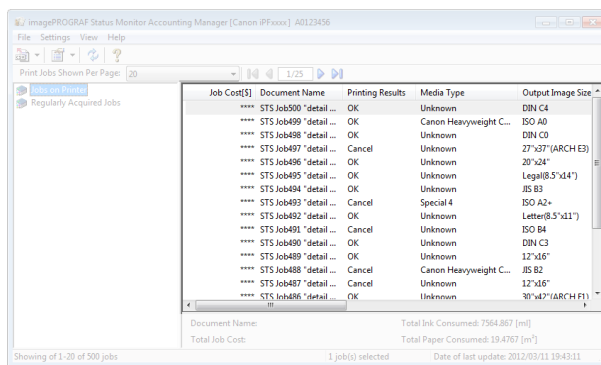 imagePROGRAF Status Monitor Accounting Manager [Canon iPFxxxx] A0123456
File Settings View Help
Print Jobs Shown Per Page: 20 1/25
Jobs on Printer
Regularly Acquired Jobs
Job Cost[$] Document Name Printing Results Media Type Output Image Size
**** STS Job500 "detail ... OK Unknown DIN C4
**** STS Job499 "detail ... OK Canon Heavyweight C... ISO A0
**** STS Job498 "detail ... OK Unknown DIN C0
**** STS Job497 "detail ... Cancel Unknown 27"x37"(ARCH E3)
**** STS Job496 "detail ... OK Unknown 20"x24"
**** STS Job495 "detail ... OK Unknown Legal(8.5"x14")
**** STS Job494 "detail ... OK Unknown JIS B3
**** STS Job493 "detail ... Cancel Special 4 ISO A2+
**** STS Job492 "detail ... OK Unknown Letter(8.5"x11")
**** STS Job491 "detail ... Cancel Unknown ISO B4
**** STS Job490 "detail ... OK Unknown DIN C3
**** STS Job489 "detail ... OK Unknown 12"x16"
**** STS Job488 "detail ... Cancel Canon Heavyweight C... JIS B2
**** STS Job487 "detail ... Cancel Unknown 12"x16"
**** STS Job486 "detail ... OK Unknown 30"x42"(ARCH E1)
Document Name: Total Ink Consumed: 7564.867 [ml]
Total Job Cost: Total Paper Consumed: 19.4767 [m²]
Showing of 1-20 of 500 jobs 1 job(s) selected Date of last update: 2012/03/11 19:43:11